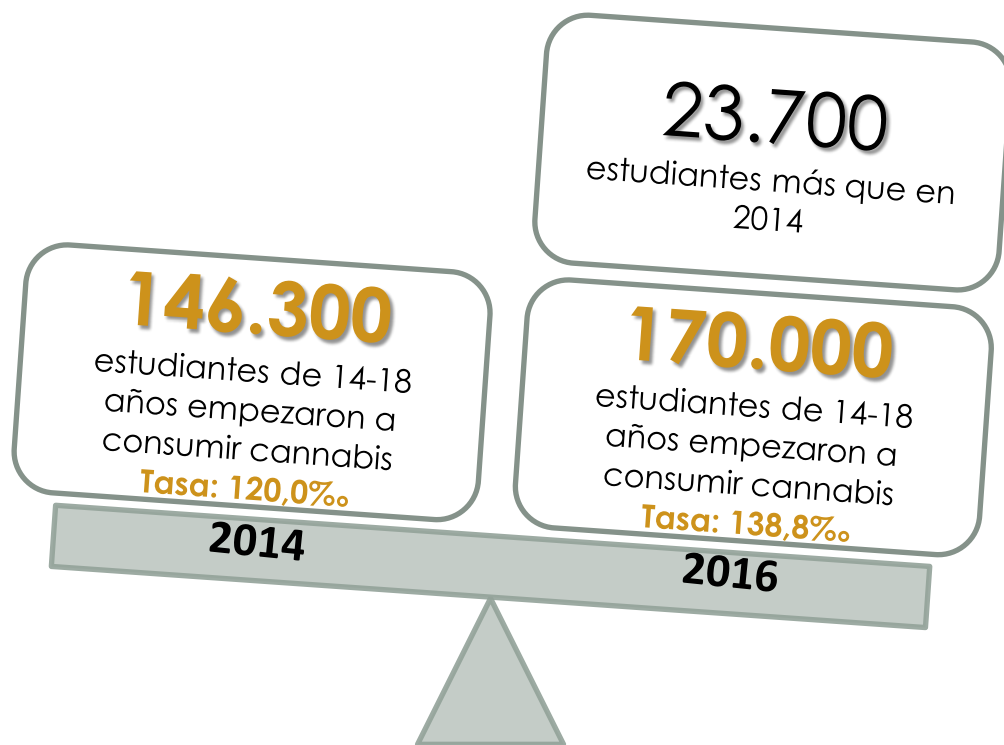 23.700
estudiantes más que en
2014
146.300
estudiantes de 14-18
años empezaron a
consumir cannabis
Tasa: 120,0‰
2014
170.000
estudiantes de 14-18
años empezaron a
consumir cannabis
Tasa: 138,8‰
2016